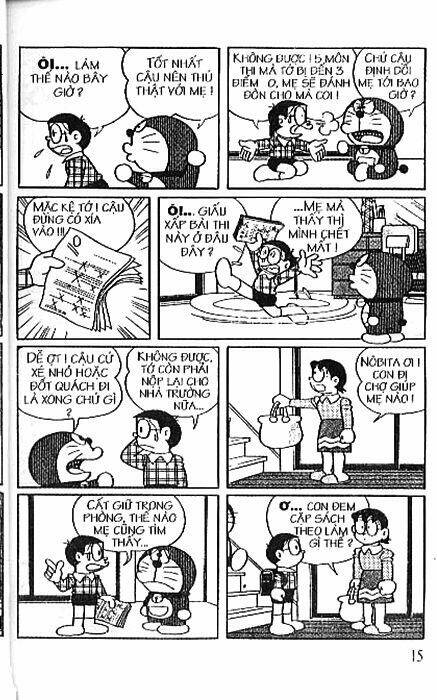 ÔI... LÀM
THẾ NÀO BÂY
GIỜ ?
TỐT NHẤT
CẬU NÊN THÚ
THẬT VỚI MẸ !
KHÔNG ĐƯỢC ! 5 MÔN
THI MÀ TỚ BỊ ĐẾN 3
ĐIỂM 0, MẸ SẼ ĐÁNH
ĐÒN CHO MÀ COI !
CHỨ CẬU
ĐỊNH DỐI
MẸ TỚI BAO
GIỜ ?
MẶC KỆ TỚ ! CẬU
ĐỪNG CÓ XÍA
VÀO !!!
0
ÔI... GIẤU
XẤP BÀI THI
NÀY Ở ĐÂU
ĐÂY ?
...MẸ MÀ
THẤY THÌ
MÌNH CHẾT
MẤT !
DỄ ỢT ! CẬU CỨ
XÉ NHỎ HOẶC
ĐỐT QUÁCH ĐI
LÀ XONG CHỨ GÌ
?
KHÔNG ĐƯỢC,
TỚ CÒN PHẢI
NỘP LẠI CHO
NHÀ TRƯỜNG
NỮA...
NÔBITA ƠI !
CON ĐI
CHỢ GIÚP
MẸ NÀO !
CẤT GIỮ TRONG
PHÒNG, THẾ NÀO
MẸ CŨNG TÌM
THẤY...
Ơ... CON ĐEM
CẶP SÁCH
THEO LÀM
GÌ THẾ ?
15